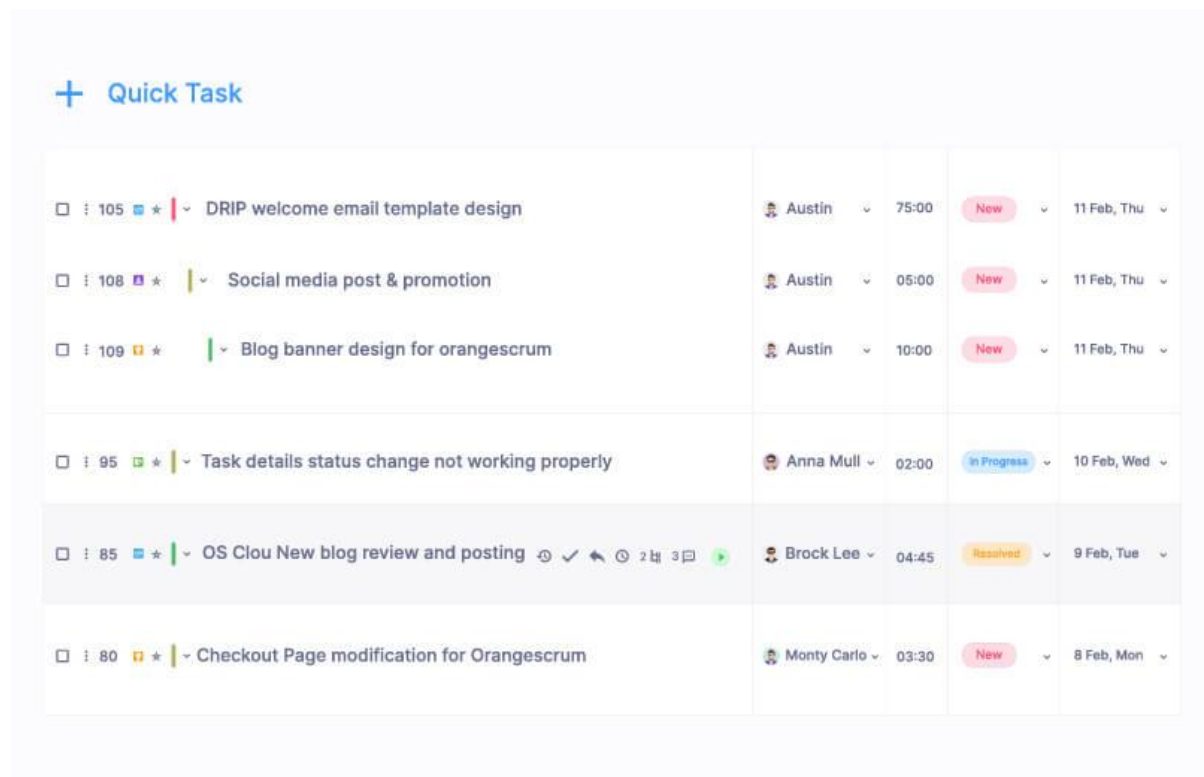 + Quick Task
105 DRIP welcome email template design Austin 75:00 New 11 Feb, Thu
108 Social media post & promotion Austin 05:00 New 11 Feb, Thu
109 Blog banner design for orangescrum Austin 10:00 New 11 Feb, Thu
95 Task details status change not working properly Anna Mull 02:00 In Progress 10 Feb, Wed
85 OS Clou New blog review and posting 2 3 Brock Lee 04:45 Resolved 9 Feb, Tue
80 Checkout Page modification for Orangescrum Monty Carlo 03:30 New 8 Feb, Mon